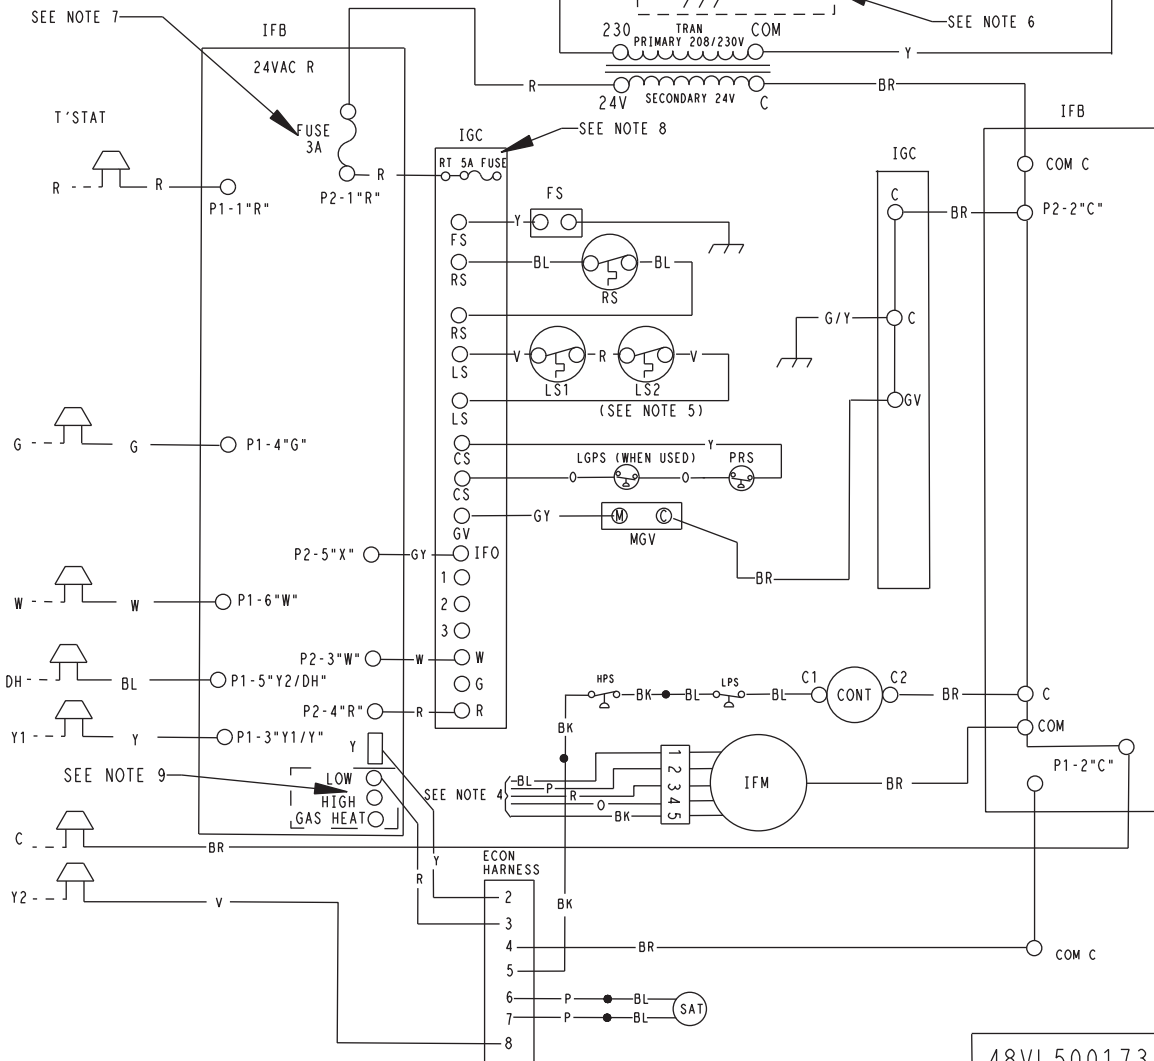 SEE NOTE 7
IFB
24VAC R
230
TRAN
COM
PRIMARY 208/230V
SEE NOTE 6
Y
R
24V
SECONDARY 24V
C
BR
IFB
T'STAT
FUSE
3A
IGC
SEE NOTE 8
IGC
RT 5A FUSE
COM C
R
R
P1-1"R"
P2-1"R"
R
FS
Y
FS
C
BR
P2-2"C"
RS
BL
BL
RS
RS
G/Y
C
LS
V
R
V
LS1
LS2
(SEE NOTE 5)
LS
GV
G
G
P1-4"G"
CS
Y
LGPS (WHEN USED)
PRS
CS
O
O
GV
GY
M
C
MGV
BR
P2-5"X"
GY
IFO
1
2
3
W
W
P1-6"W"
P2-3"W"
W
W
G
DH
BL
P1-5"Y2/DH"
P2-4"R"
R
R
HPS
BK
BL
LPS
BL
C1
CONT
C2
BR
C
BK
COM
Y1
Y
P1-3"Y1/Y"
Y
P1-2"C"
SEE NOTE 9
LOW
HIGH
GAS HEAT
SEE NOTE 4
BL
P
R
O
BK
1
2
3
4
5
IFM
BR
C
BR
Y
R
ECON
HARNESS
Y2
V
BK
2
3
4
BR
COM C
5
6
P
BL
SAT
7
P
BL
8
48VL500173